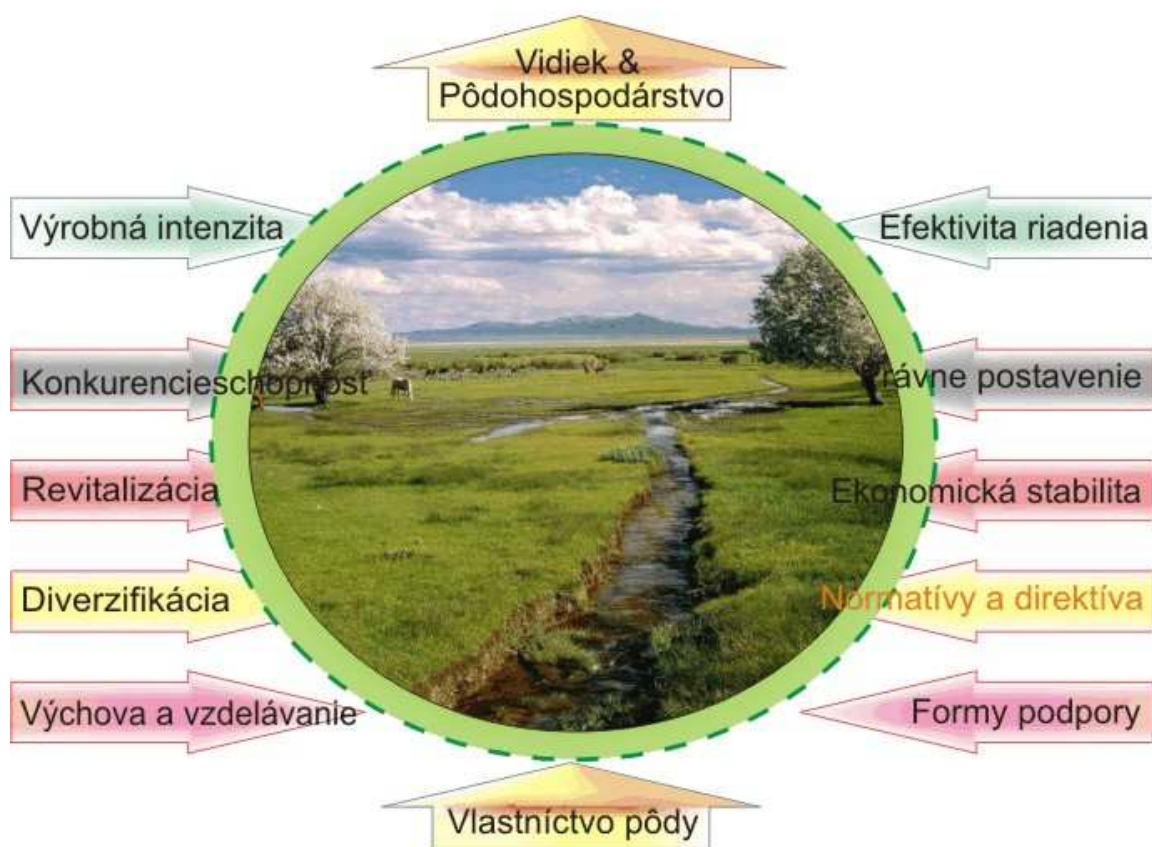 Vidiek &
Pôdohospodárstvo
Výrobná intenzita
Efektivita riadenia
Konkurencieschopnosť
Právne postavenie
Revitalizácia
Ekonomická stabilita
Diverzifikácia
Normatívy a direktíva
Výchova a vzdelávanie
Formy podpory
Vlastníctvo pôdy